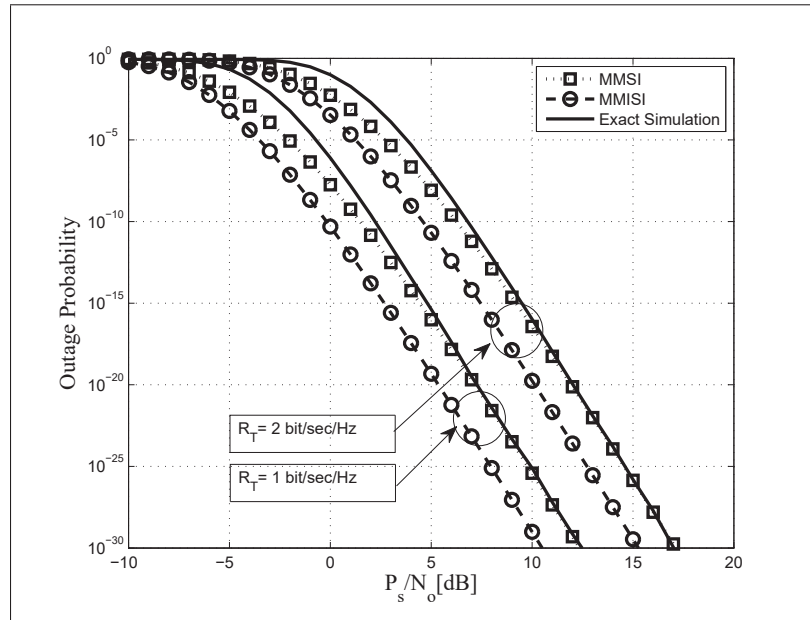 10^0
10^-5
10^-10
10^-15
10^-20
10^-25
10^-30
Outage Probability
MMSI
MMISI
Exact Simulation
R_T= 2 bit/sec/Hz
R_T= 1 bit/sec/Hz
−10 −5 0 5 10 15 20
P_s/N_o[dB]